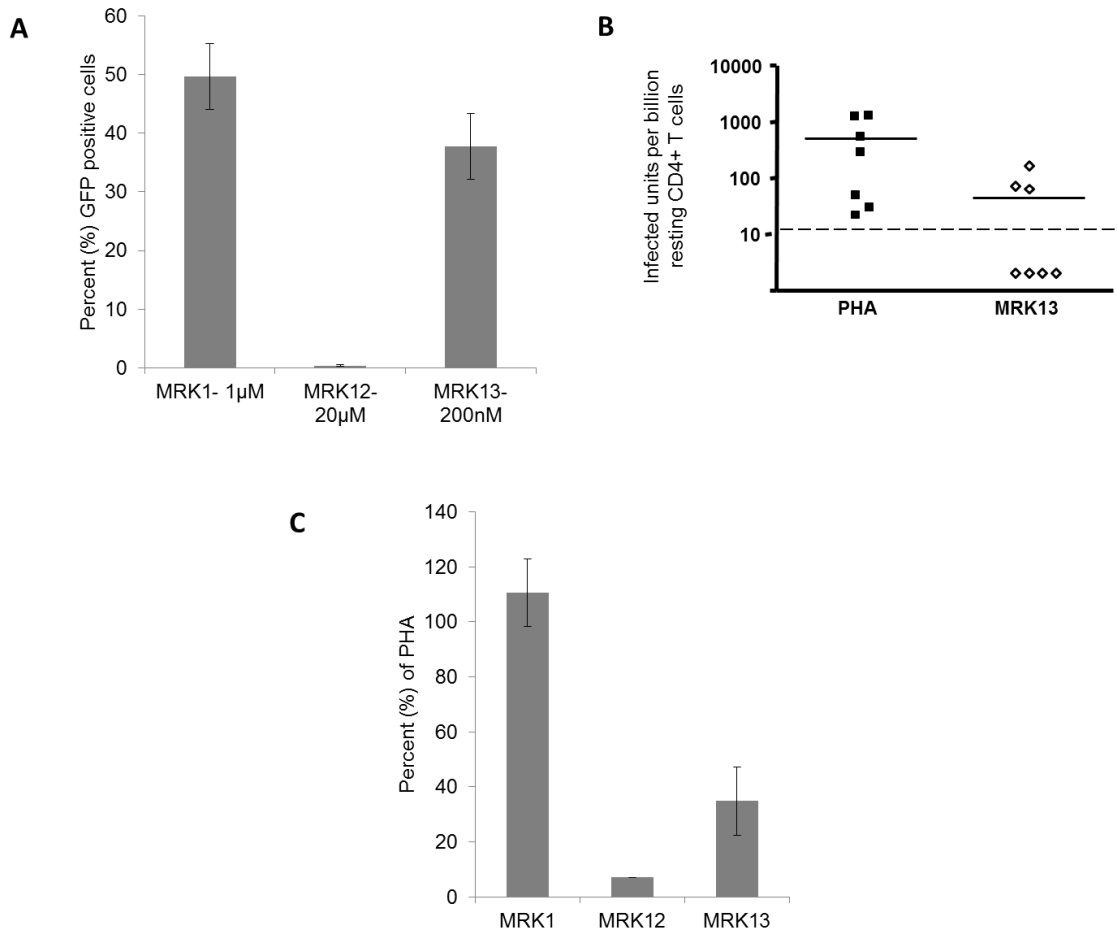 A
Percent (%) GFP positive cells
60
50
40
30
20
10
0
MRK1- 1µM
MRK12-
20µM
MRK13-
200nM
B
Infected units per billion
resting CD4+ T cells
10000
1000
100
10
PHA
MRK13
C
Percent (%) of PHA
140
120
100
80
60
40
20
0
MRK1
MRK12
MRK13